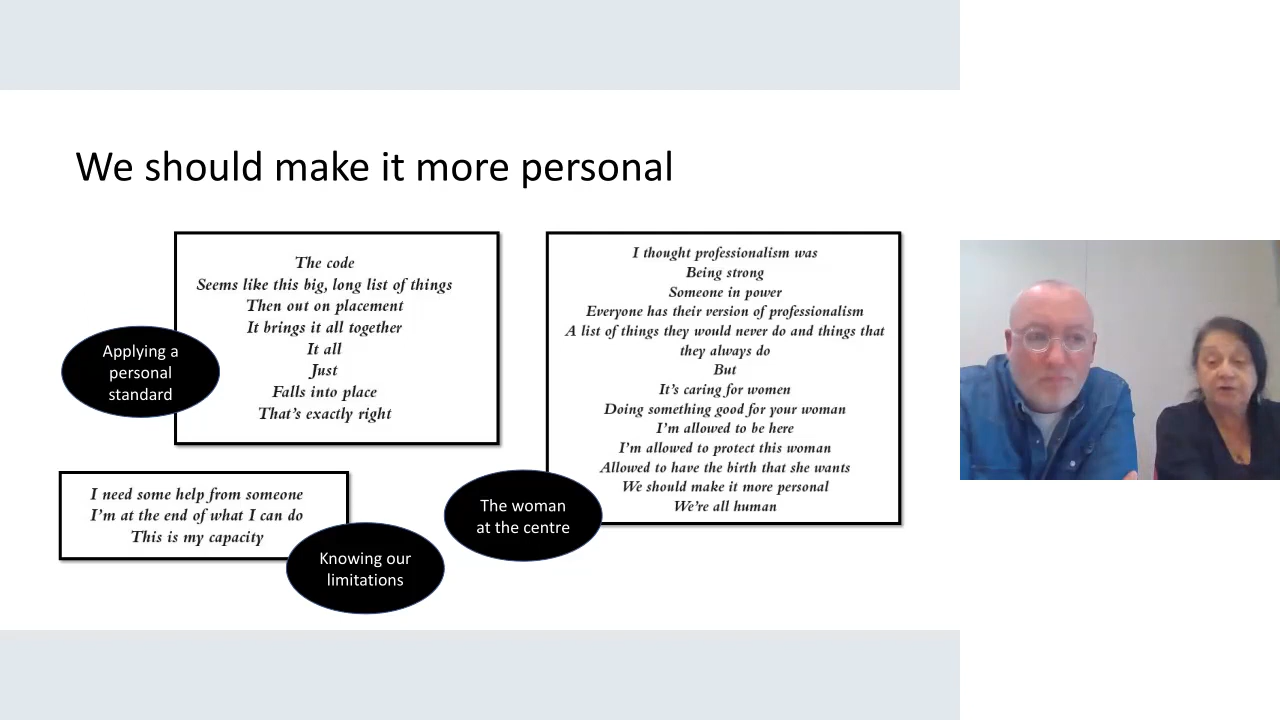 We should make it more personal
The code
Seems like this big, long list of things
Then out on placement
It brings it all together
It all
Just
Falls into place
That’s exactly right
Applying a
personal
standard
I need some help from someone
I’m at the end of what I can do
This is my capacity
Knowing our
limitations
I thought professionalism was
Being strong
Someone in power
Everyone has their version of professionalism
A list of things they would never do and things that
they always do
But
It’s caring for women
Doing something good for your woman
I’m allowed to be here
I’m allowed to protect this woman
Allowed to have the birth that she wants
We should make it more personal
We’re all human
The woman
at the centre